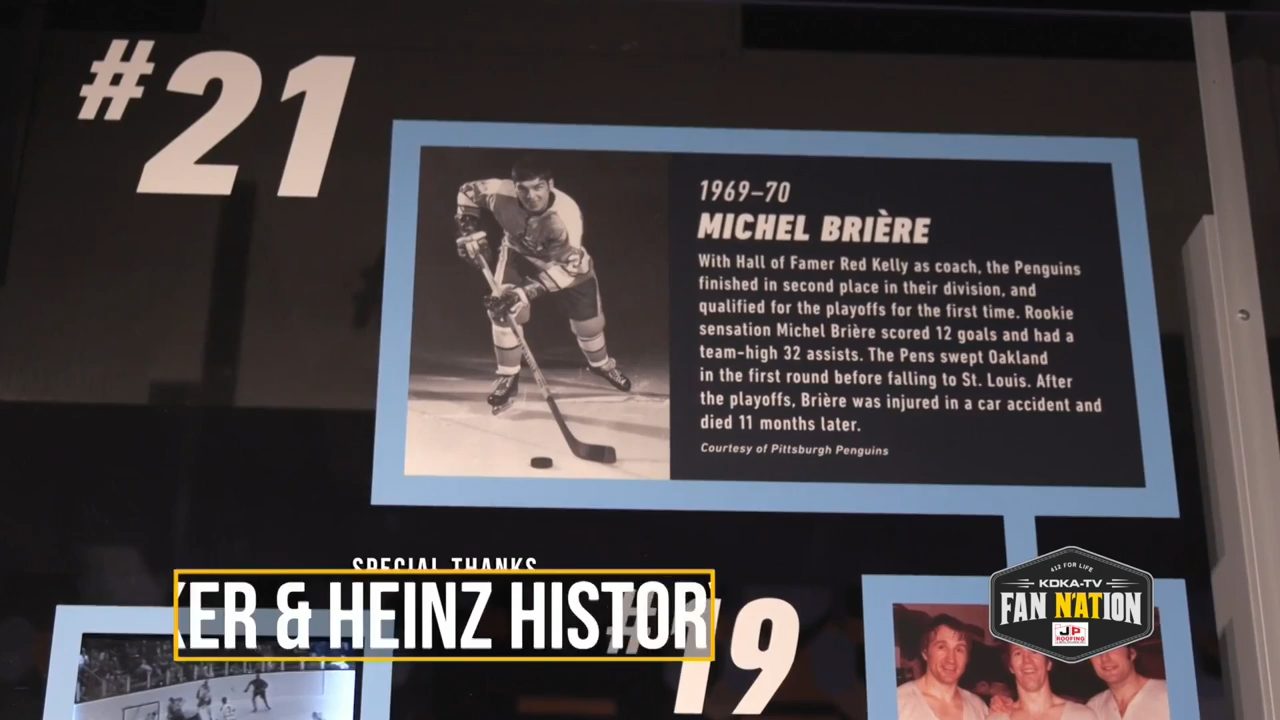 #21
1969–70
MICHEL BRIÈRE
With Hall of Famer Red Kelly as coach, the Penguins
finished in second place in their division, and
qualified for the playoffs for the first time. Rookie
sensation Michel Brière scored 12 goals and had a
team-high 32 assists. The Pens swept Oakland
in the first round before falling to St. Louis. After
the playoffs, Brière was injured in a car accident and
died 11 months later.
Courtesy of Pittsburgh Penguins
SPECIAL THANKS
KER & HEINZ HISTOR
#19
412 FOR LIFE
KDKA-TV
FAN N'ATION
JP
ROOFING